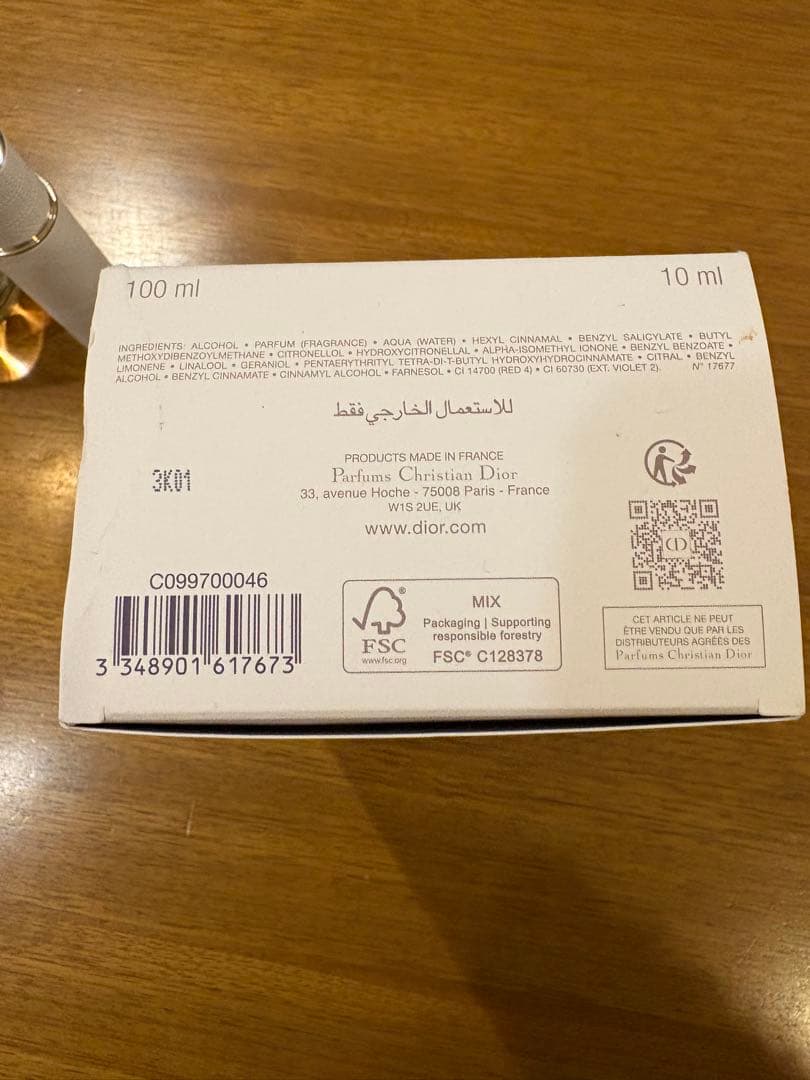 100 ml
10 ml
INGREDIENTS: ALCOHOL • PARFUM (FRAGRANCE) • AQUA (WATER) • HEXYL CINNAMAL • BENZYL SALICYLATE • BUTYL
METHOXYDIBENZOYLMETHANE • CITRONELLOL • HYDROXYCITRONELLAL • ALPHA-ISOMETHYL IONONE • BENZYL BENZOATE •
LIMONENE • LINALOOL • GERANIOL • PENTAERYTHRITYL TETRA-DI-T-BUTYL HYDROXYHYDROCINNAMATE • CITRAL • BENZYL
ALCOHOL • BENZYL CINNAMATE • CINNAMYL ALCOHOL • FARNESOL • CI 14700 (RED 4) • CI 60730 (EXT. VIOLET 2). N° 17677
للاستعمال الخارجي فقط
3K01
PRODUCTS MADE IN FRANCE
Parfums Christian Dior
33, avenue Hoche - 75008 Paris - France
W1S 2UE, UK
www.dior.com
CD
C099700046
3 348901 617673
FSC®
www.fsc.org
MIX
Packaging | Supporting
responsible forestry
FSC® C128378
CET ARTICLE NE PEUT
ÊTRE VENDU QUE PAR LES
DISTRIBUTEURS AGRÉÉS DES
Parfums Christian Dior